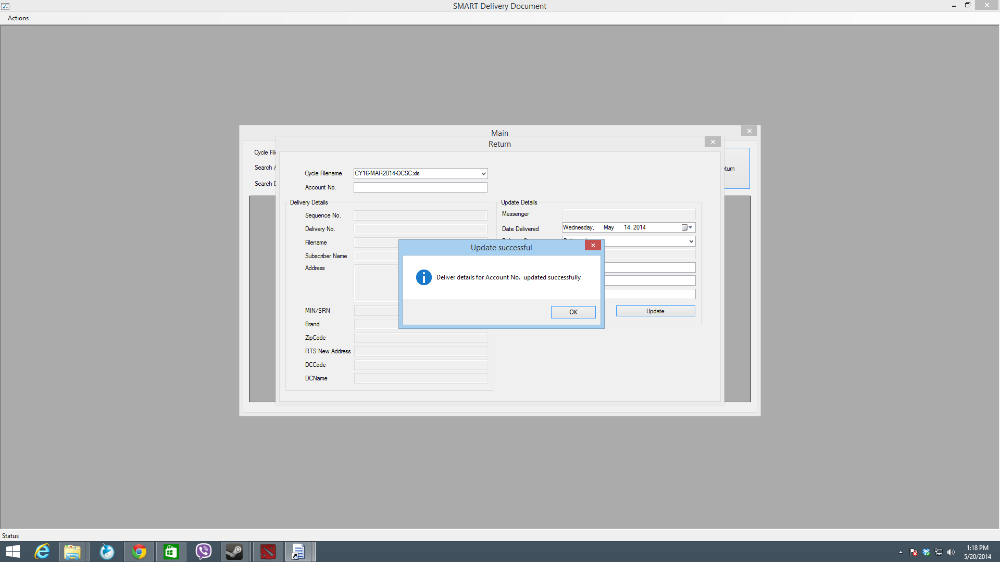 SMART Delivery Document
Actions
Main
Return
Cycle Fil
Search
Search
turn
Cycle Filename CY16-MAR2014-OCSC.xls
Account No.
Delivery Details
Sequence No.
Delivery No.
Filename
Subscriber Name
Address
MIN/SRN
Brand
ZipCode
RTS New Address
DCCode
DCName
Update Details
Messenger
Date Delivered Wednesday, May 14, 2014
Update
Update successful
Deliver details for Account No.  updated successfully
OK
Status
1:18 PM
5/20/2014